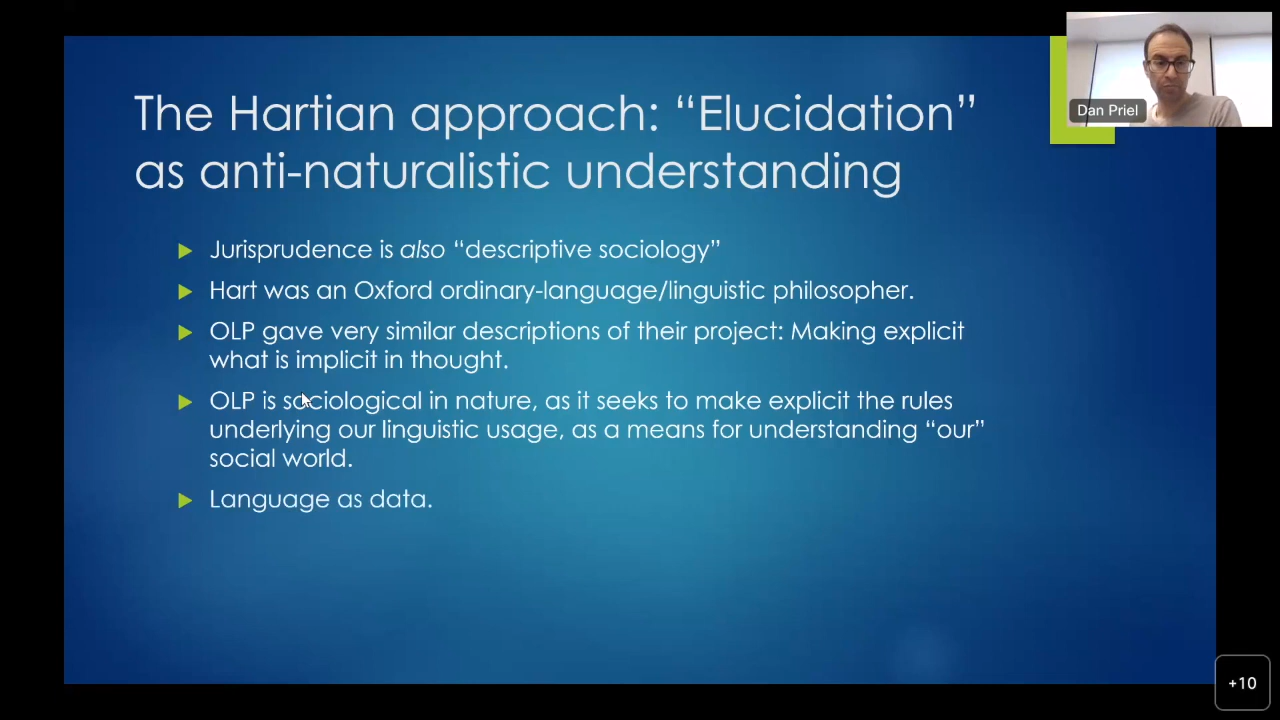 The Hartian approach: “Elucidation”
as anti-naturalistic understanding
Jurisprudence is also “descriptive sociology”
Hart was an Oxford ordinary-language/linguistic philosopher.
OLP gave very similar descriptions of their project: Making explicit
what is implicit in thought.
OLP is sociological in nature, as it seeks to make explicit the rules
underlying our linguistic usage, as a means for understanding “our”
social world.
Language as data.
Dan Priel
+10